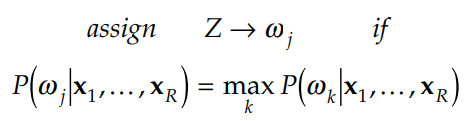 assign Z → ω_j if
P(ω_j|x_1,…,x_R) = max_k P(ω_k|x_1,…,x_R)